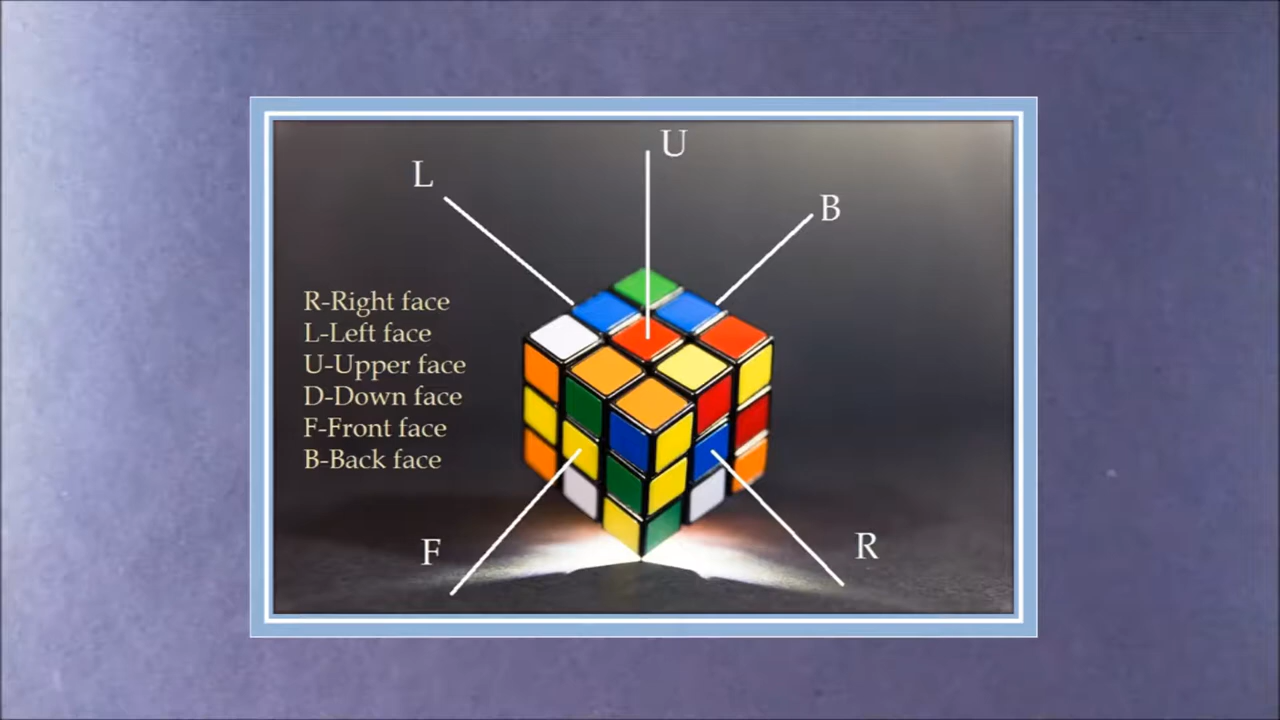 U
L
B
R-Right face
L-Left face
U-Upper face
D-Down face
F-Front face
B-Back face
F
R